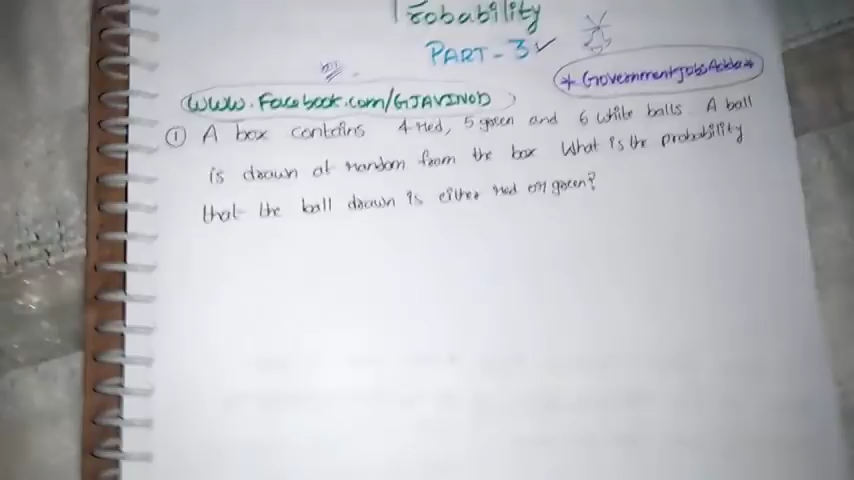 Probability
PART-3
* GovernmentJobsAdda *
www.Facebook.com/GJAVINOD
① A box contains 4 red, 5 green and 6 white balls. A ball
is drawn at random from the box What is the probability
that the ball drawn is either red or green?